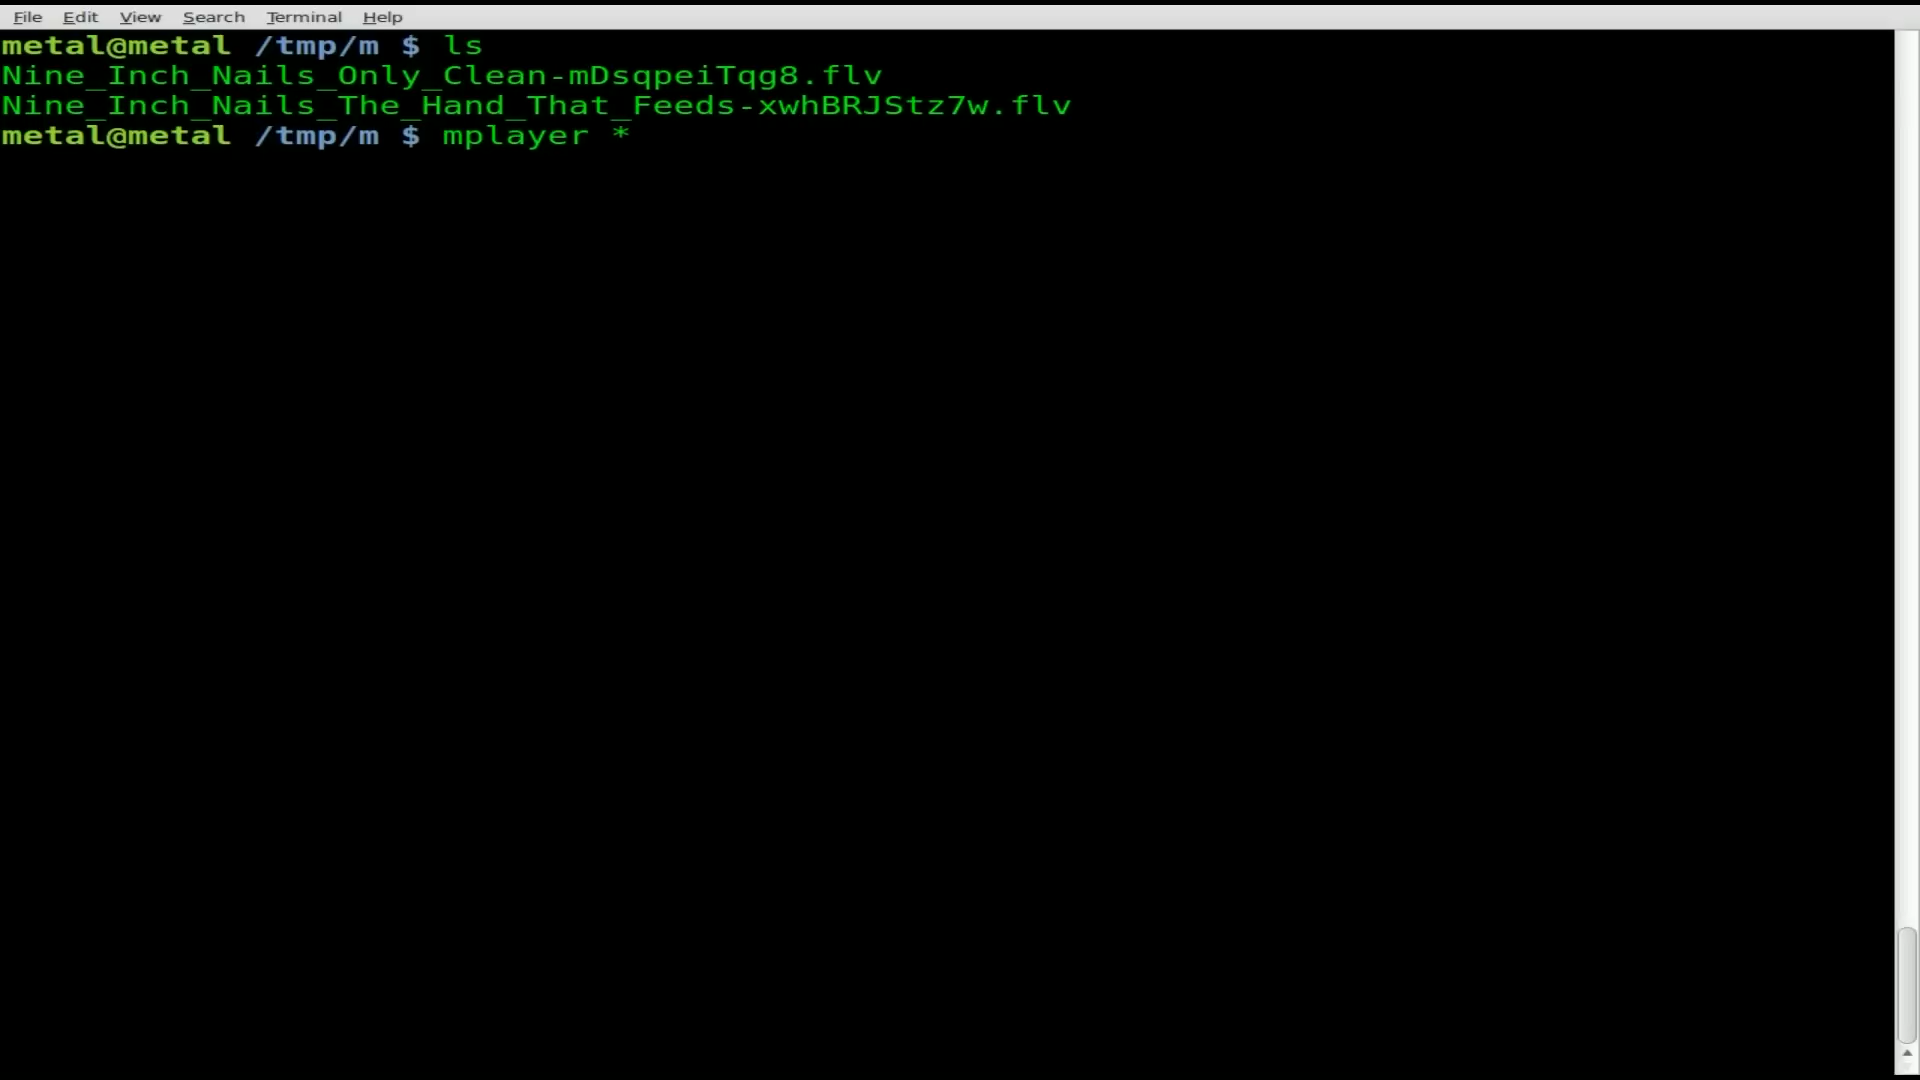 File Edit View Search Terminal Help
metal@metal /tmp/m $ ls
Nine_Inch_Nails_Only_Clean-mDsqpeiTqg8.flv
Nine_Inch_Nails_The_Hand_That_Feeds-xwhBRJStz7w.flv
metal@metal /tmp/m $ mplayer *